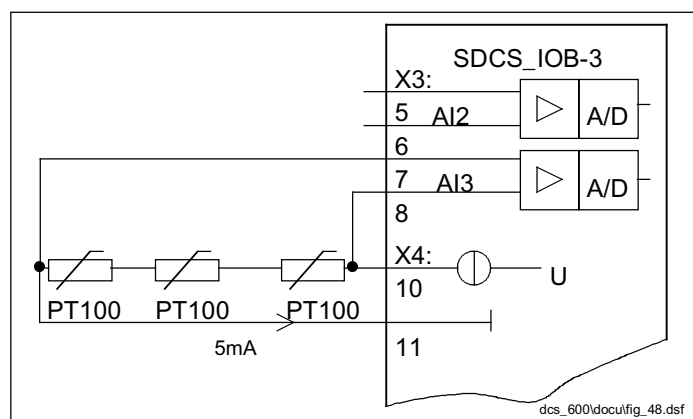 SDCS_IOB-3
X3:
5 AI2 A/D
6
7 AI3 A/D
8
X4:
10 U
PT100 PT100 PT100
5mA 11
dcs_600\docu\fig_48.dsf